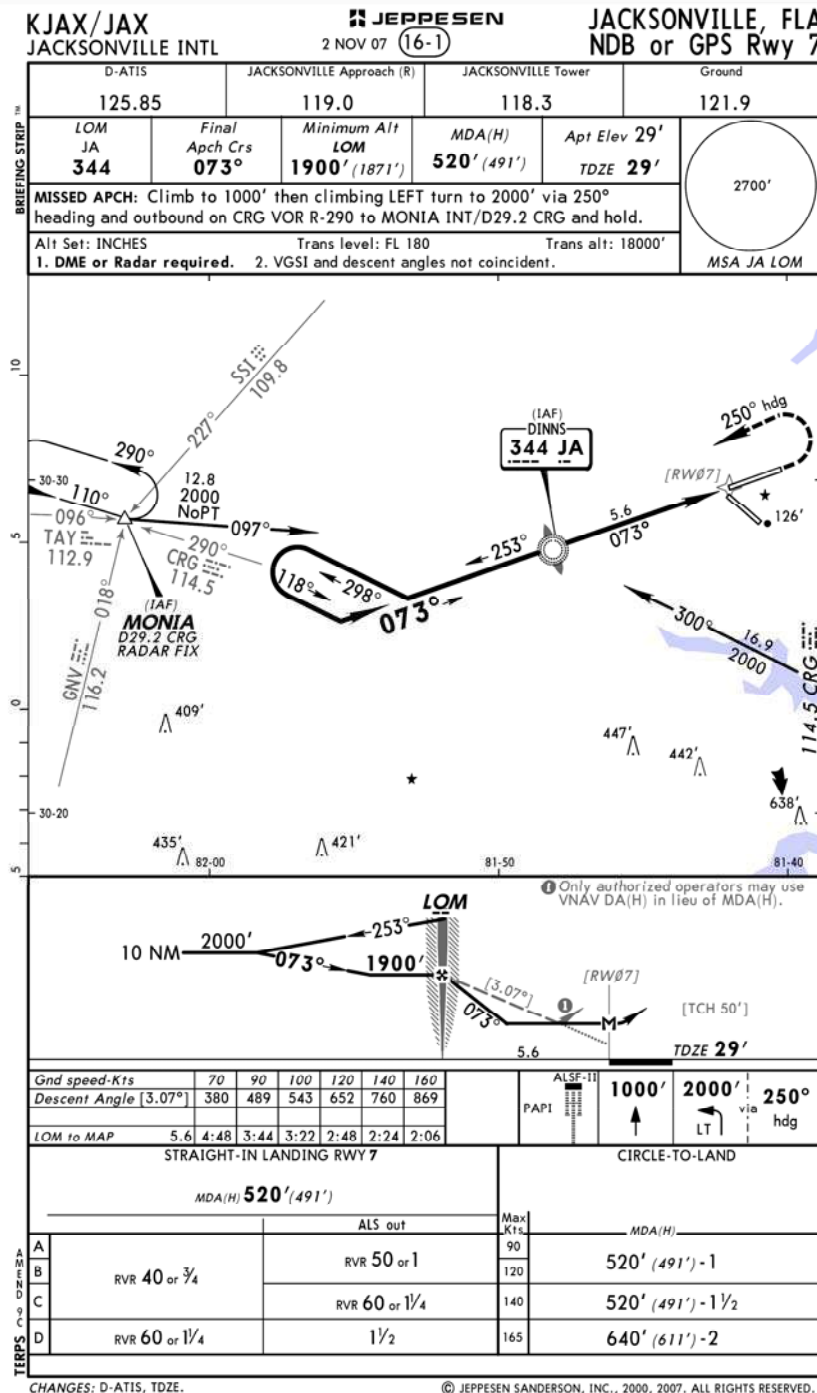 KJAX/JAX
JACKSONVILLE INTL
JEPPESEN
2 NOV 07 16-1
JACKSONVILLE, FLA
NDB or GPS Rwy 7
BRIEFING STRIP TM
D-ATIS JACKSONVILLE Approach (R) JACKSONVILLE Tower Ground
125.85 119.0 118.3 121.9
LOM
JA
344
Final
Apch Crs
073°
Minimum Alt
LOM
1900' (1871')
MDA(H)
520' (491')
Apt Elev 29'
TDZE 29'
2700'
MSA JA LOM
MISSED APCH: Climb to 1000' then climbing LEFT turn to 2000' via 250°
heading and outbound on CRG VOR R-290 to MONIA INT/D29.2 CRG and hold.
Alt Set: INCHES Trans level: FL 180 Trans alt: 18000'
1. DME or Radar required. 2. VGSI and descent angles not coincident.
10
5
0
5
SSI
109.8
227°
290°
30-30
110°
096°
TAY
112.9
12.8
2000
NoPT
097°
290°
CRG
114.5
018°
GNV
116.2
(IAF)
MONIA
D29.2 CRG
RADAR FIX
118°
298°
073°
253°
(IAF)
DINNS
344 JA
250° hdg
[RW07]
126'
5.6
073°
300°
16.9
2000
114.5 CRG
409'
447'
442'
638'
30-20
435'
421'
82-00
81-50
81-40
1 Only authorized operators may use
VNAV DA(H) in lieu of MDA(H).
LOM
10 NM 2000'
253°
073°
1900'
[3.07°]
073°
1
[RW07]
M
[TCH 50']
5.6
TDZE 29'
Gnd speed-Kts 70 90 100 120 140 160
Descent Angle [3.07°] 380 489 543 652 760 869
LOM to MAP 5.6 4:48 3:44 3:22 2:48 2:24 2:06
ALSF-II
PAPI
1000'
2000'
LT
via
250°
hdg
STRAIGHT-IN LANDING RWY 7
CIRCLE-TO-LAND
MDA(H) 520' (491')
ALS out
Max
Kts
MDA(H)
A
B
C
D
RVR 40 or 3/4
RVR 50 or 1
RVR 60 or 1 1/4
RVR 60 or 1 1/4
1 1/2
90
120
140
165
520' (491') - 1
520' (491') - 1 1/2
640' (611') - 2
TERPS AMEND 9C
CHANGES: D-ATIS, TDZE.
© JEPPESEN SANDERSON, INC., 2000, 2007. ALL RIGHTS RESERVED.